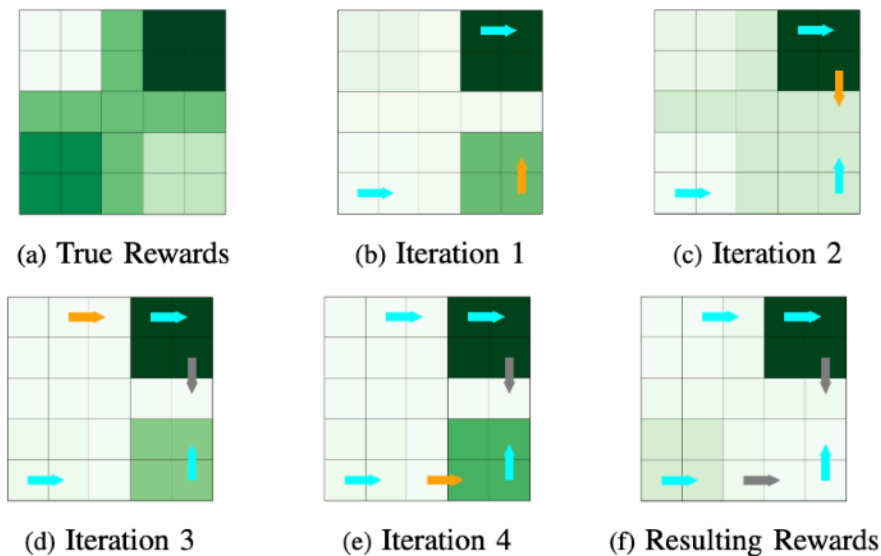 (a) True Rewards
(b) Iteration 1
(c) Iteration 2
(d) Iteration 3
(e) Iteration 4
(f) Resulting Rewards